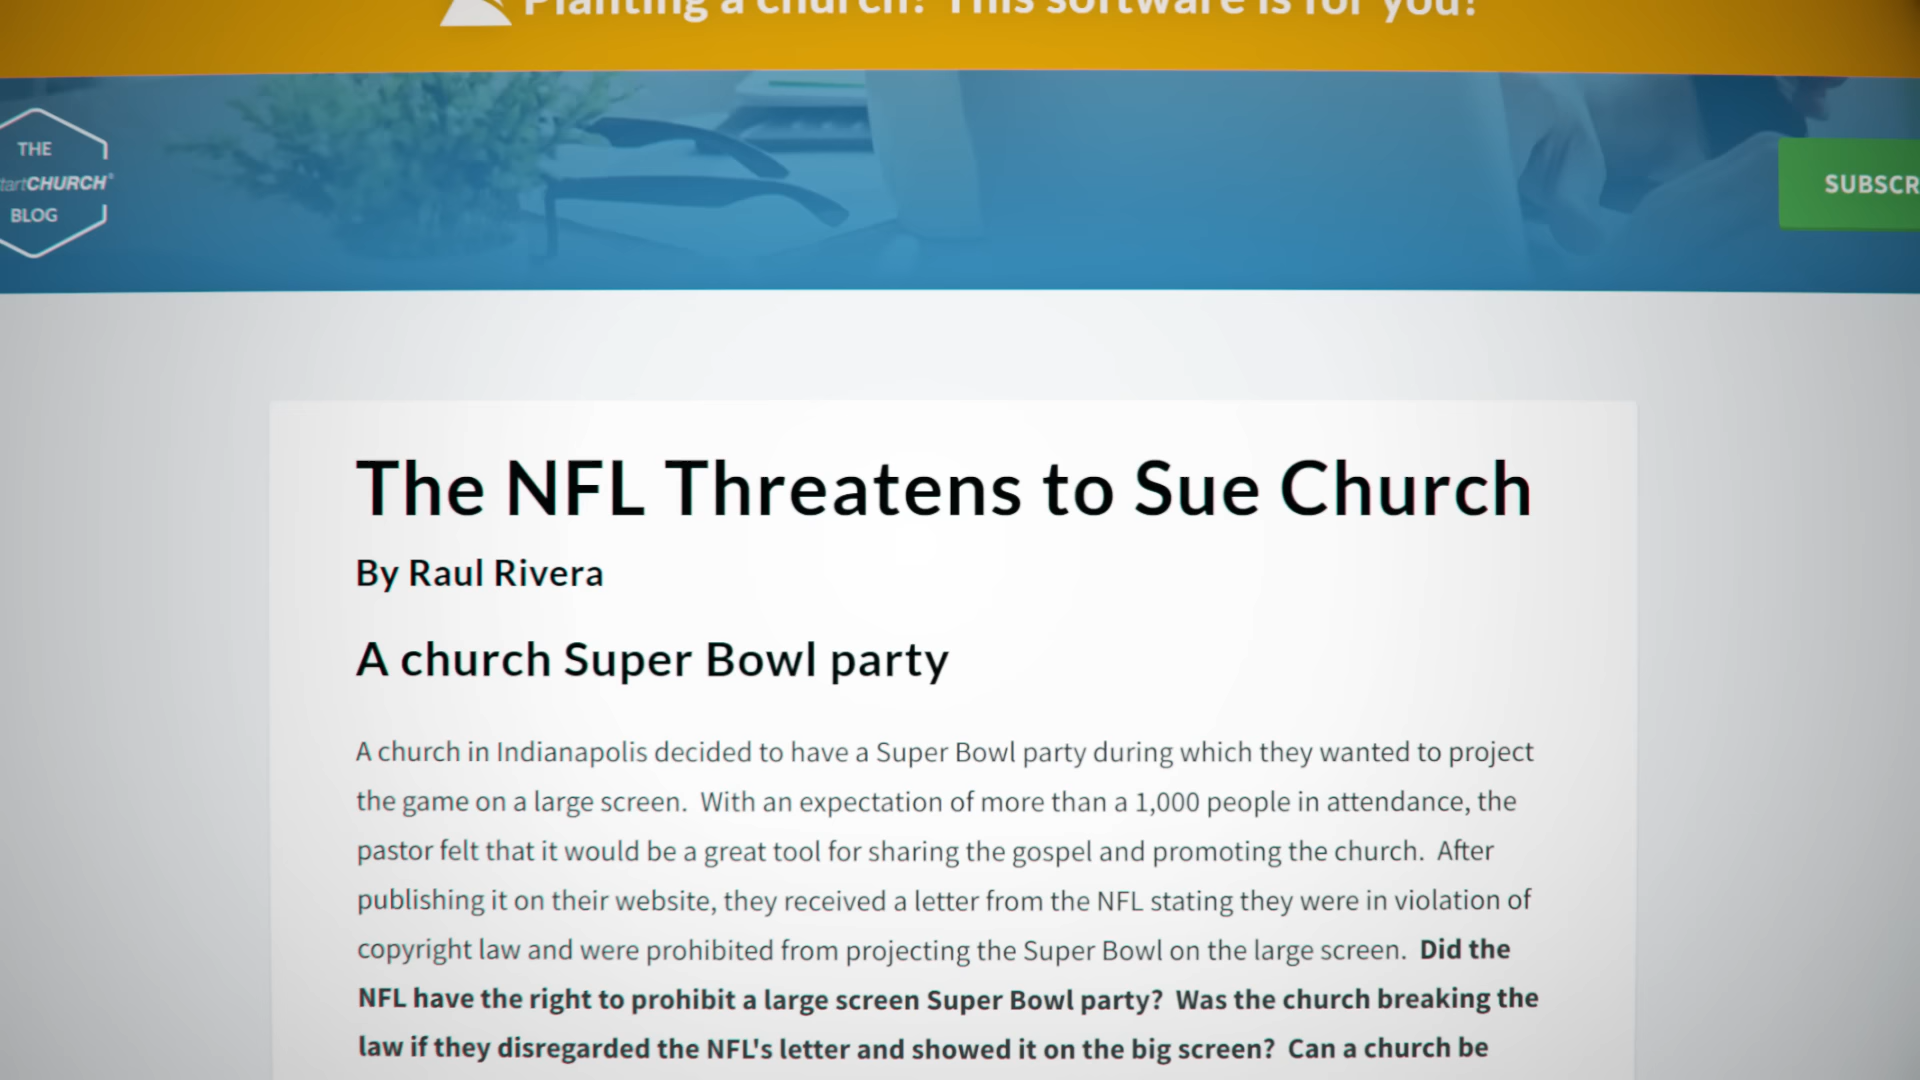 Planting a church? This software is for you!
THE
tartCHURCH®
BLOG
SUBSCR
The NFL Threatens to Sue Church
By Raul Rivera
A church Super Bowl party
A church in Indianapolis decided to have a Super Bowl party during which they wanted to project
the game on a large screen.  With an expectation of more than a 1,000 people in attendance, the
pastor felt that it would be a great tool for sharing the gospel and promoting the church.  After
publishing it on their website, they received a letter from the NFL stating they were in violation of
copyright law and were prohibited from projecting the Super Bowl on the large screen.  Did the
NFL have the right to prohibit a large screen Super Bowl party?  Was the church breaking the
law if they disregarded the NFL's letter and showed it on the big screen?  Can a church be